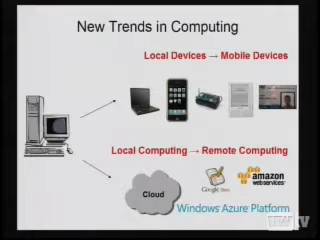 New Trends in Computing
Local Devices → Mobile Devices
Local Computing → Remote Computing
Cloud
Google Docs
amazon
webservices
Windows Azure Platform